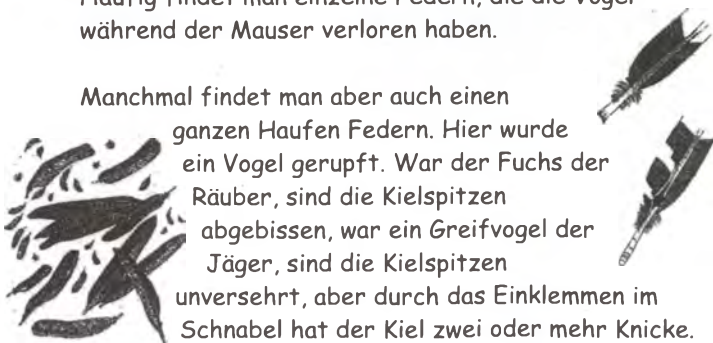 Häufig findet man einzelne Federn, die die Vögel
während der Mauser verloren haben.
Manchmal findet man aber auch einen
ganzen Haufen Federn. Hier wurde
ein Vogel gerupft. War der Fuchs der
Räuber, sind die Kielspitzen
abgebissen, war ein Greifvogel der
Jäger, sind die Kielspitzen
unversehrt, aber durch das Einklemmen im
Schnabel hat der Kiel zwei oder mehr Knicke.